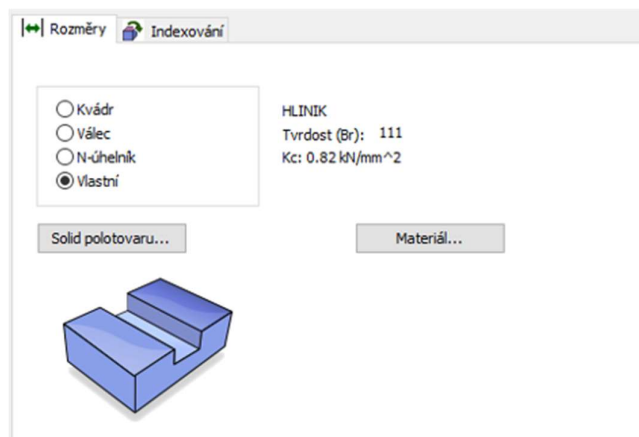 Rozměry
Indexování
Kvádr
Válec
N-úhelník
Vlastní
HLINIK
Tvrdost (Br): 111
Kc: 0.82 kN/mm^2
Solid polotovaru...
Materiál...